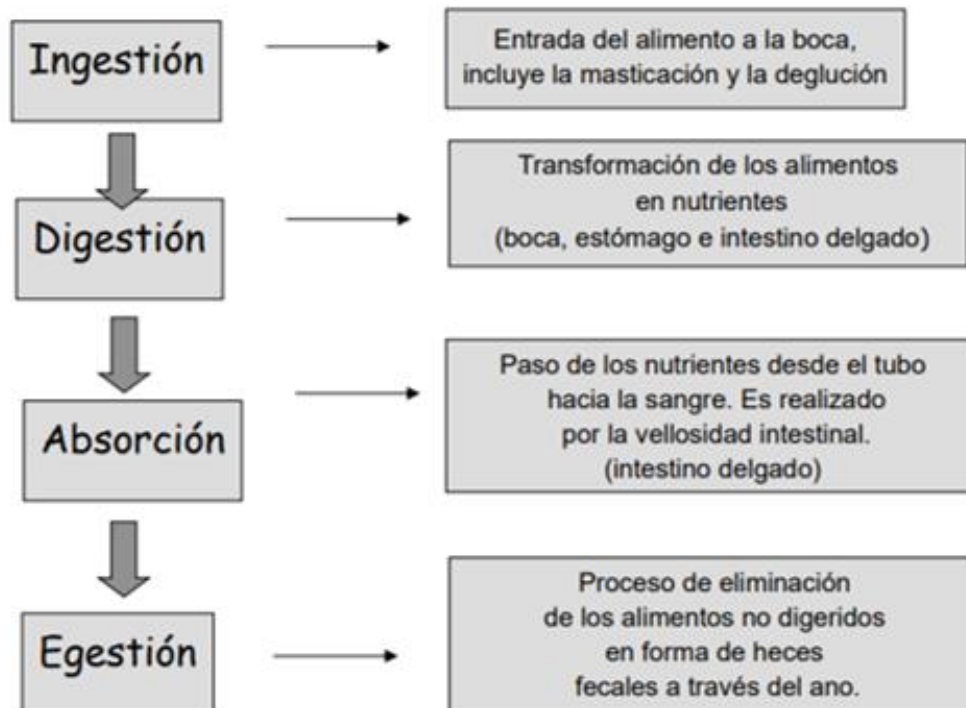 Ingestión
Entrada del alimento a la boca,
incluye la masticación y la deglución
Digestión
Transformación de los alimentos
en nutrientes
(boca, estómago e intestino delgado)
Absorción
Paso de los nutrientes desde el tubo
hacia la sangre. Es realizado
por la vellosidad intestinal.
(intestino delgado)
Egestión
Proceso de eliminación
de los alimentos no digeridos
en forma de heces
fecales a través del ano.